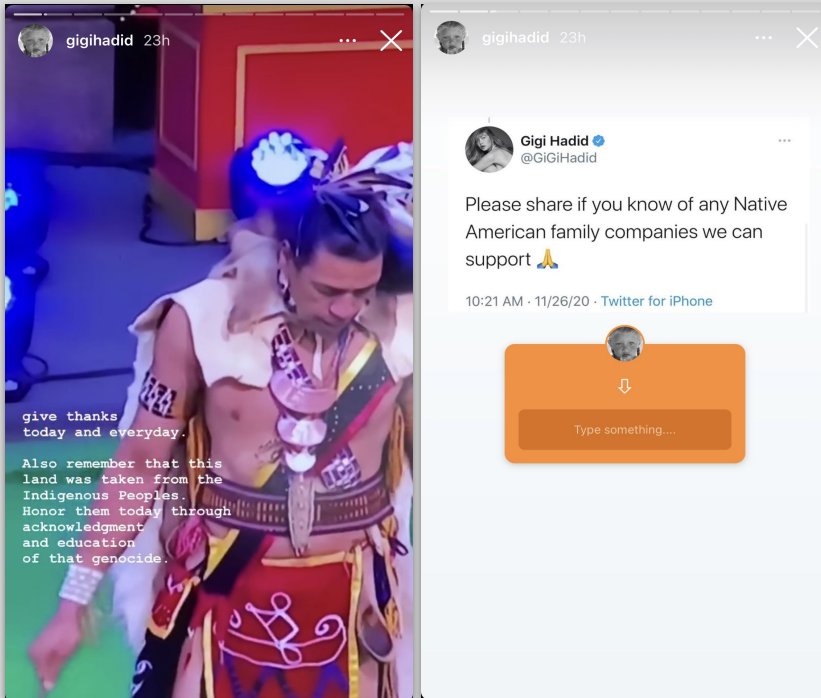 gigihadid 23h
give thanks
today and everyday.
Also remember that this
land was taken from the
Indigenous Peoples.
Honor them today through
acknowledgment
and education
of that genocide.
gigihadid 23h
Gigi Hadid
@GiGiHadid
Please share if you know of any Native
American family companies we can
support 🙏
10:21 AM · 11/26/20 · Twitter for iPhone
⇩
Type something....